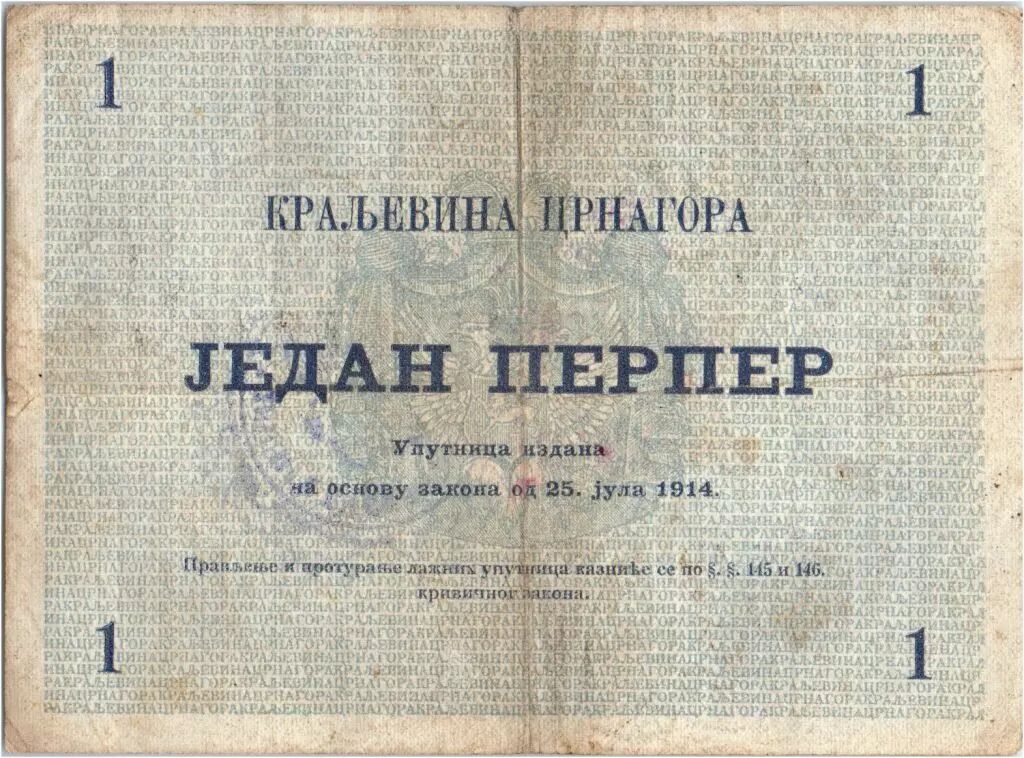 1 1
КРАЉЕВИНА ЦРНАГОРА
ЈЕДАН ПЕРПЕР
Упутница издана
на основу закона од 25. јула 1914.
Прављење и протурање лажних упутница казниће се по §. §. 145 и 146.
кривичног закона.
1 1